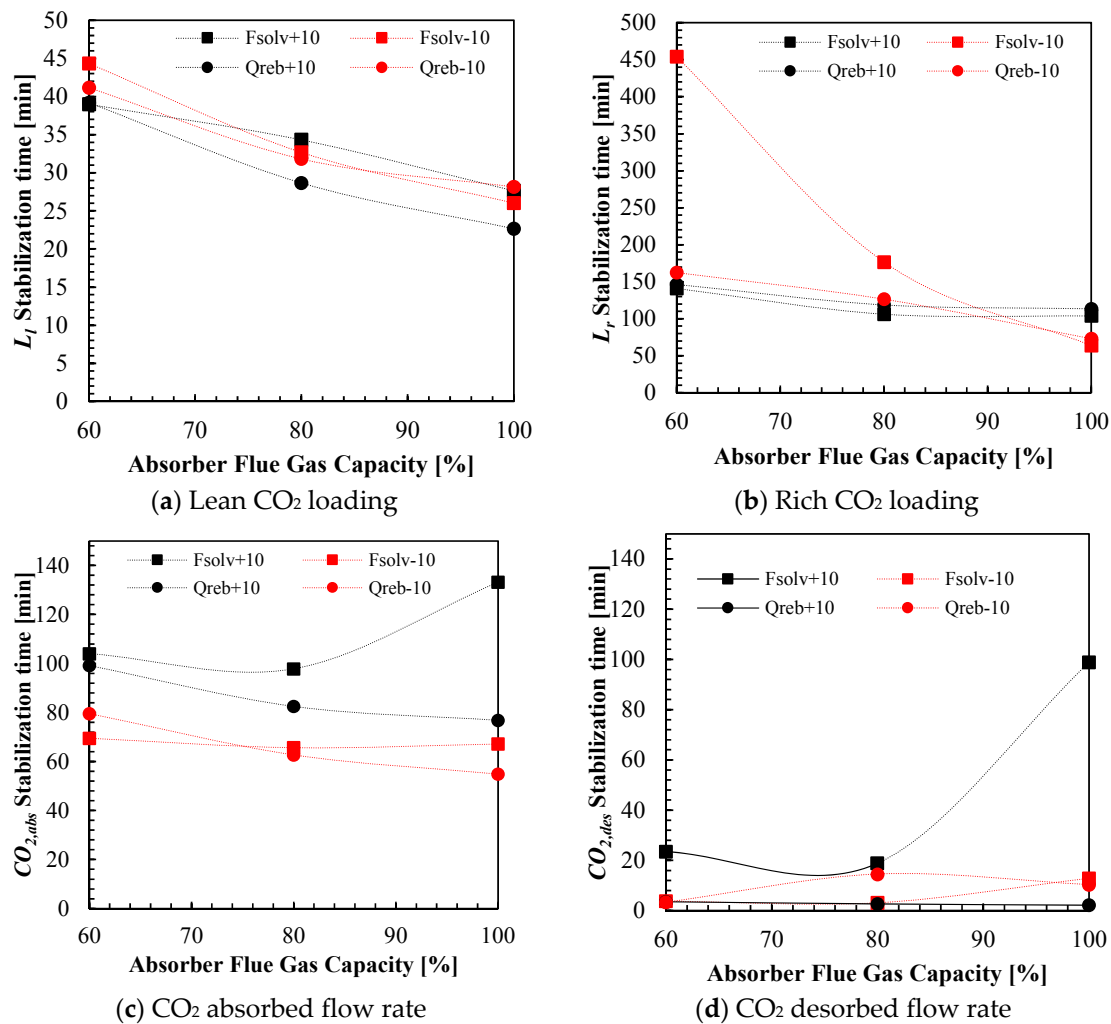 L_l Stabilization time [min]
50
45
40
35
30
25
20
15
10
5
0
Fsolv+10 Fsolv-10
Qreb+10 Qreb-10
60 70 80 90 100
Absorber Flue Gas Capacity [%]
(a) Lean CO₂ loading
L_r Stabilization time [min]
500
450
400
350
300
250
200
150
100
50
0
Fsolv+10 Fsolv-10
Qreb+10 Qreb-10
60 70 80 90 100
Absorber Flue Gas Capacity [%]
(b) Rich CO₂ loading
CO_2,abs Stabilization time [min]
140
120
100
80
60
40
20
0
Fsolv+10 Fsolv-10
Qreb+10 Qreb-10
60 70 80 90 100
Absorber Flue Gas Capacity [%]
(c) CO₂ absorbed flow rate
CO_2,des Stabilization time [min]
140
120
100
80
60
40
20
0
Fsolv+10 Fsolv-10
Qreb+10 Qreb-10
60 70 80 90 100
Absorber Flue Gas Capacity [%]
(d) CO₂ desorbed flow rate